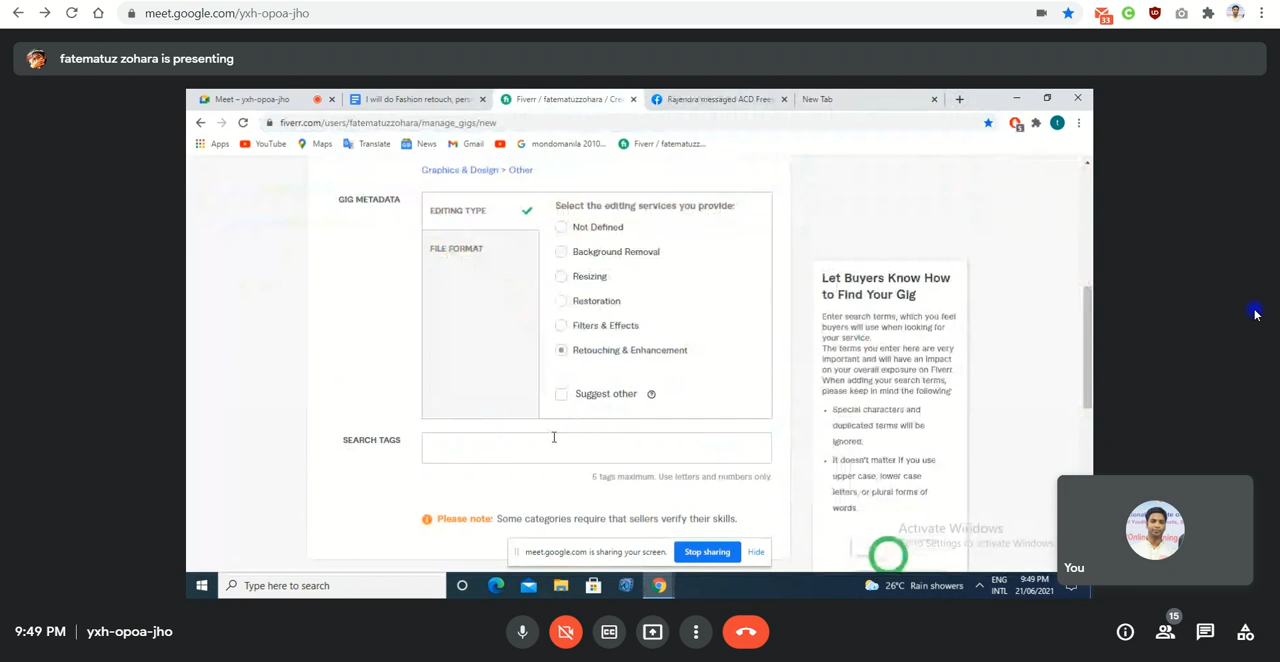 meet.google.com/yxh-opoa-jho
33
fatematuz zohara is presenting
Meet – yxh-opoa-jho
I will do Fashion retouch, pers
Fiverr / fatematuzzohara / Cre
Rajendra messaged ACD Free
New Tab
fiverr.com/users/fatematuzzohara/manage_gigs/new
Apps YouTube Maps Translate News Gmail mondomanila 2010... Fiverr / fatematuzz...
Graphics & Design > Other
GIG METADATA
EDITING TYPE
FILE FORMAT
Select the editing services you provide:
Not Defined
Background Removal
Resizing
Restoration
Filters & Effects
Retouching & Enhancement
Suggest other
SEARCH TAGS
5 tags maximum. Use letters and numbers only.
Please note: Some categories require that sellers verify their skills.
Let Buyers Know How
to Find Your Gig
Enter search terms, which you feel
buyers will use when looking for
your service.
The terms you enter here are very
important and will have an impact
on your overall exposure on Fiverr.
When adding your search terms,
please keep in mind the following:
• Special characters and
duplicated terms will be
ignored.
• It doesn't matter if you use
upper case, lower case
letters, or plural forms of
words.
Activate Windows
to Settings to activate Windows.
meet.google.com is sharing your screen.
Stop sharing
Hide
You
Type here to search
26°C Rain showers
ENG
INTL
9:49 PM
21/06/2021
9:49 PM yxh-opoa-jho
15